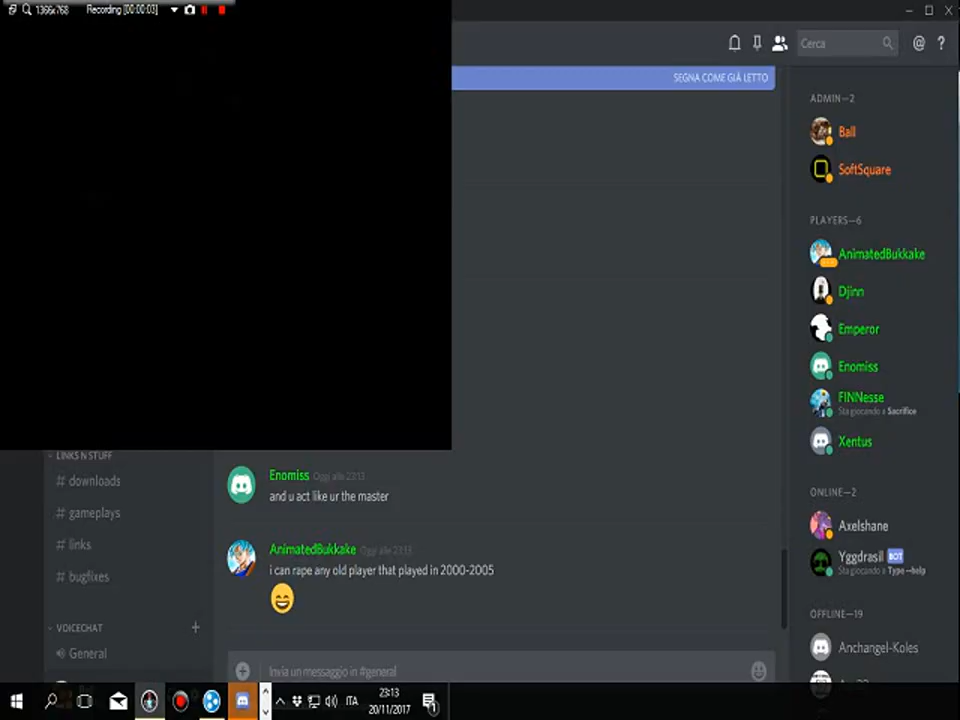 1366x768 Recording [00:00:03]
Cerca
SEGNA COME GIÀ LETTO
ADMIN—2
Ball
SoftSquare
PLAYERS—6
AnimatedBukkake
Djinn
Emperor
Enomiss
FINNesse
Sta giocando a Sacrifice
Xentus
ONLINE—2
Axelshane
Yggdrasil BOT
Sta giocando a Type --help
OFFLINE—19
Anchangel-Koles
LINKS N STUFF
# downloads
# gameplays
# links
# bugfixes
VOICECHAT
General
Enomiss Oggi alle 23:13
and u act like ur the master
AnimatedBukkake Oggi alle 23:13
i can rape any old player that played in 2000-2005
Invia un messaggio in #general
ITA
23:13
20/11/2017